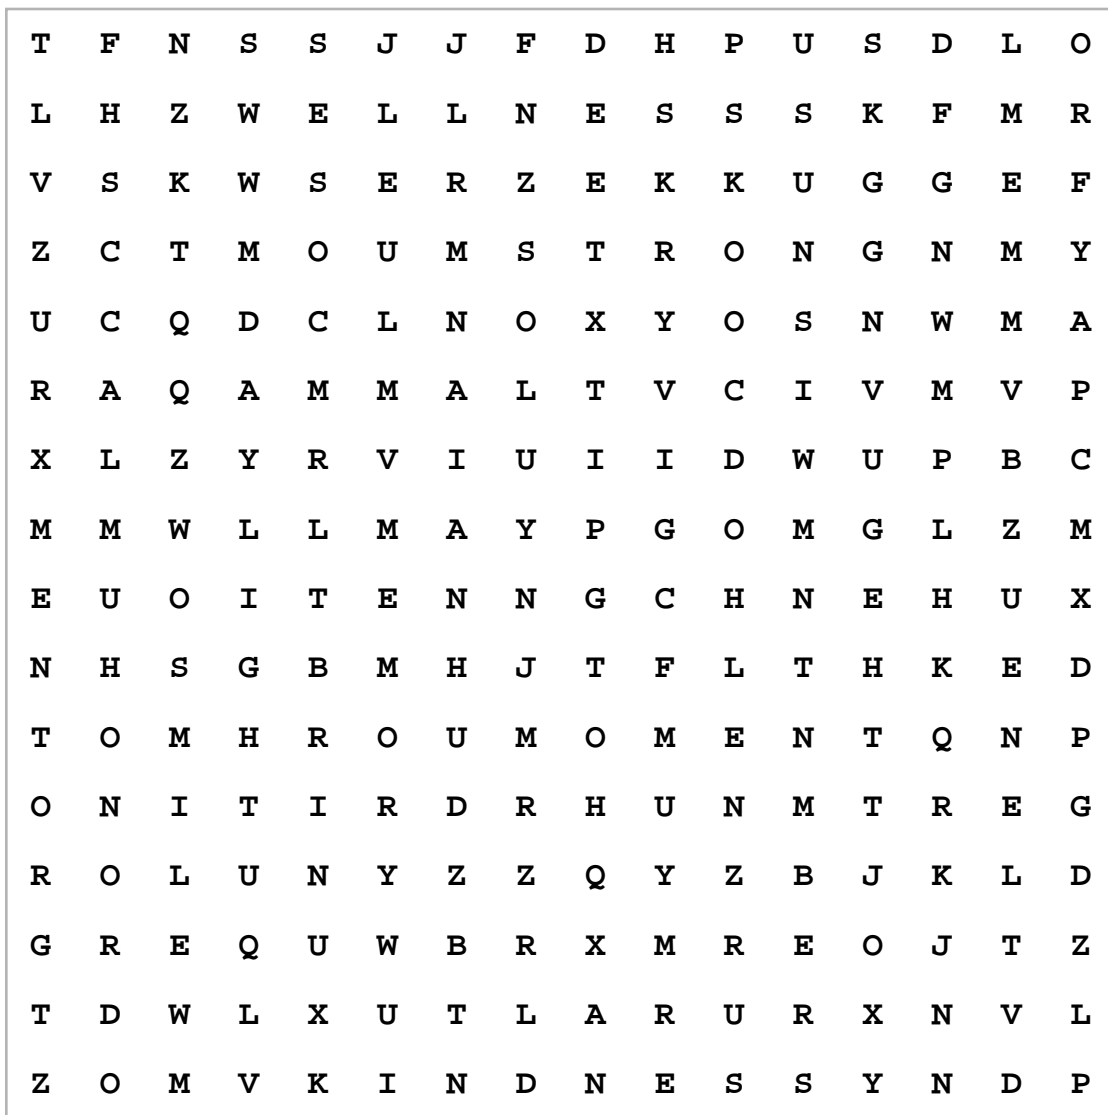 T F N S S J J F D H P U S D L O
L H Z W E L L N E S S S K F M R
V S K W S E R Z E K K U G G E F
Z C T M O U M S T R O N G N M Y
U C Q D C L N O X Y O S N W M A
R A Q A M M A L T V C I V M V P
X L Z Y R V I U I I D W U P B C
M M W L L M A Y P G O M G L Z M
E U O I T E N N G C H N E H U X
N H S G B M H J T F L T H K E D
T O M H R O U M O M E N T Q N P
O N I T I R D R H U N M T R E G
R O L U N Y Z Z Q Y Z B J K L D
G R E Q U W B R X M R E O J T Z
T D W L X U T L A R U R X N V L
Z O M V K I N D N E S S Y N D P